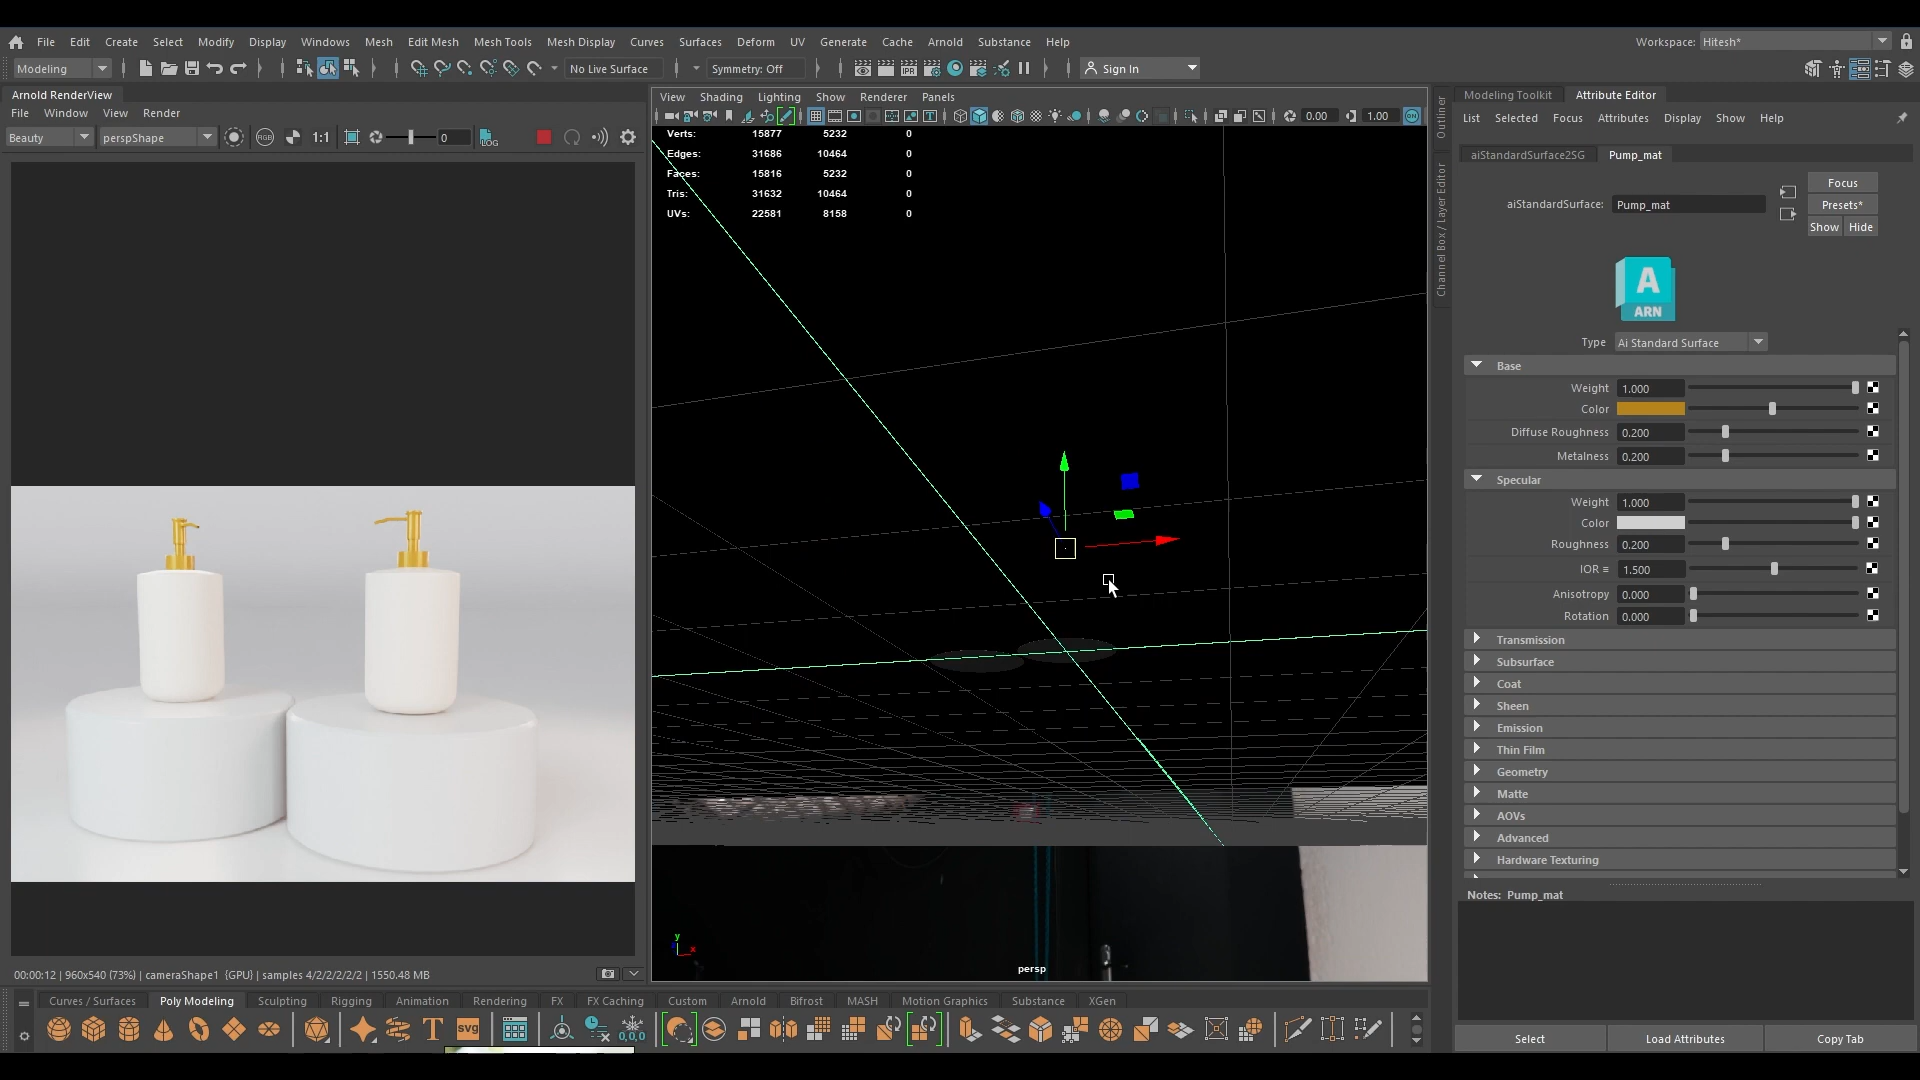 File Edit Create Select Modify Display Windows Mesh Edit Mesh Mesh Tools Mesh Display Curves Surfaces Deform UV Generate Cache Arnold Substance Help Workspace: Hitesh*
Modeling No Live Surface Symmetry: Off IPR Sign In
Arnold RenderView
File Window View Render
Beauty perspShape RGB 1:1 0 LOG
00:00:12 | 960x540 (73%) | cameraShape1 {GPU} | samples 4/2/2/2/2/2 | 1550.48 MB
View Shading Lighting Show Renderer Panels
0.00 1.00 ON
Verts: 15877 5232 0
Edges: 31686 10464 0
Faces: 15816 5232 0
Tris: 31632 10464 0
UVs: 22581 8158 0
y
x
persp
Outliner
Channel Box / Layer Editor
Modeling Toolkit Attribute Editor
List Selected Focus Attributes Display Show Help
aiStandardSurface2SG Pump_mat
Focus
aiStandardSurface: Pump_mat Presets*
Show Hide
A
ARN
Type Ai Standard Surface
Base
Weight 1.000
Color
Diffuse Roughness 0.200
Metalness 0.200
Specular
Weight 1.000
Color
Roughness 0.200
IOR = 1.500
Anisotropy 0.000
Rotation 0.000
Transmission
Subsurface
Coat
Sheen
Emission
Thin Film
Geometry
Matte
AOVs
Advanced
Hardware Texturing
Notes: Pump_mat
Select Load Attributes Copy Tab
Curves / Surfaces Poly Modeling Sculpting Rigging Animation Rendering FX FX Caching Custom Arnold Bifrost MASH Motion Graphics Substance XGen
T svg 0,0,0